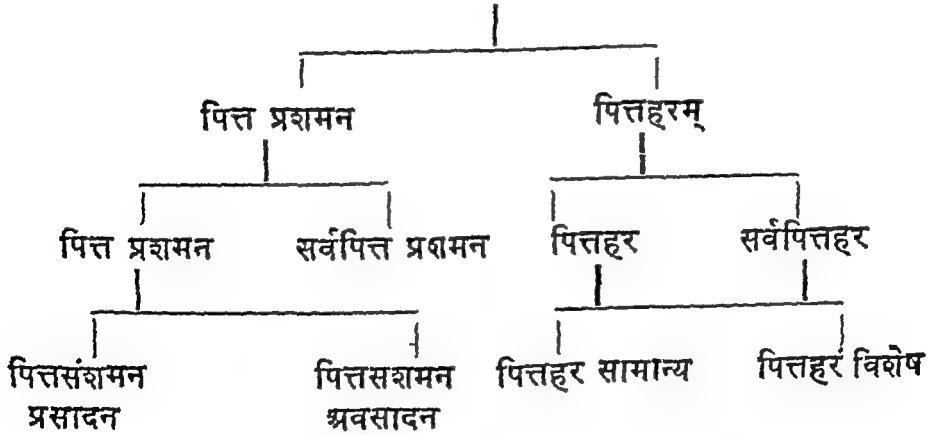 पित्त प्रशमन पित्तहरम्
पित्त प्रशमन सर्वपित्त प्रशमन पित्तहर सर्वपित्तहर
पित्तसंशमन पित्तसशमन पित्तहर सामान्य पित्तहरं विशेष
प्रसादन अवसादन